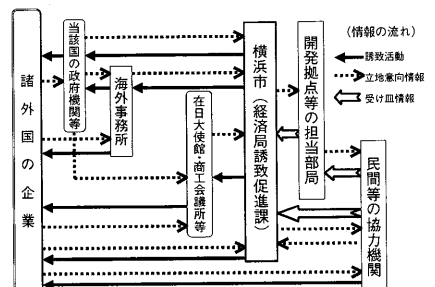 諸外国の企業
当該国の政府機関等
海外事務所
在日大使館・商工会議所等
横浜市（経済局誘致促進課）
開発拠点等の担当部局
民間等の協力機関
(情報の流れ)
誘致活動
立地意向情報
受け皿情報